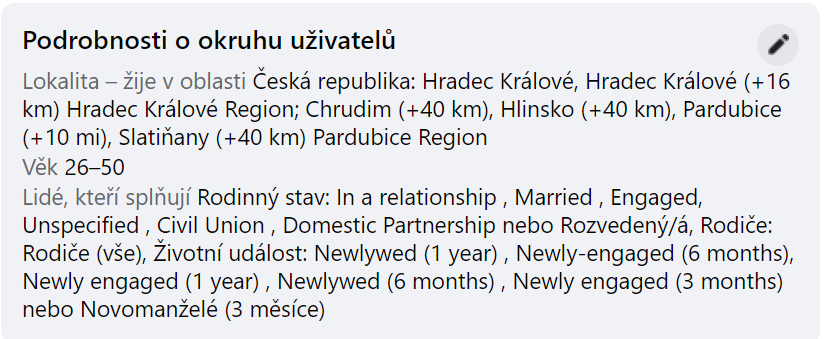 Podrobnosti o okruhu uživatelů
Lokalita – žije v oblasti Česká republika: Hradec Králové, Hradec Králové (+16
km) Hradec Králové Region; Chrudim (+40 km), Hlinsko (+40 km), Pardubice
(+10 mi), Slatiňany (+40 km) Pardubice Region
Věk 26–50
Lidé, kteří splňují Rodinný stav: In a relationship , Married , Engaged,
Unspecified , Civil Union , Domestic Partnership nebo Rozvedený/á, Rodiče:
Rodiče (vše), Životní událost: Newlywed (1 year) , Newly-engaged (6 months),
Newly engaged (1 year) , Newlywed (6 months) , Newly engaged (3 months)
nebo Novomanželé (3 měsíce)